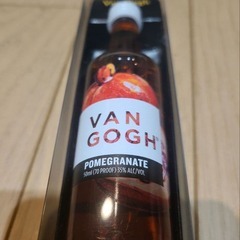 VAN
GOGH
POMEGRANATE
50ml (70 PROOF) 35% ALC/VOL